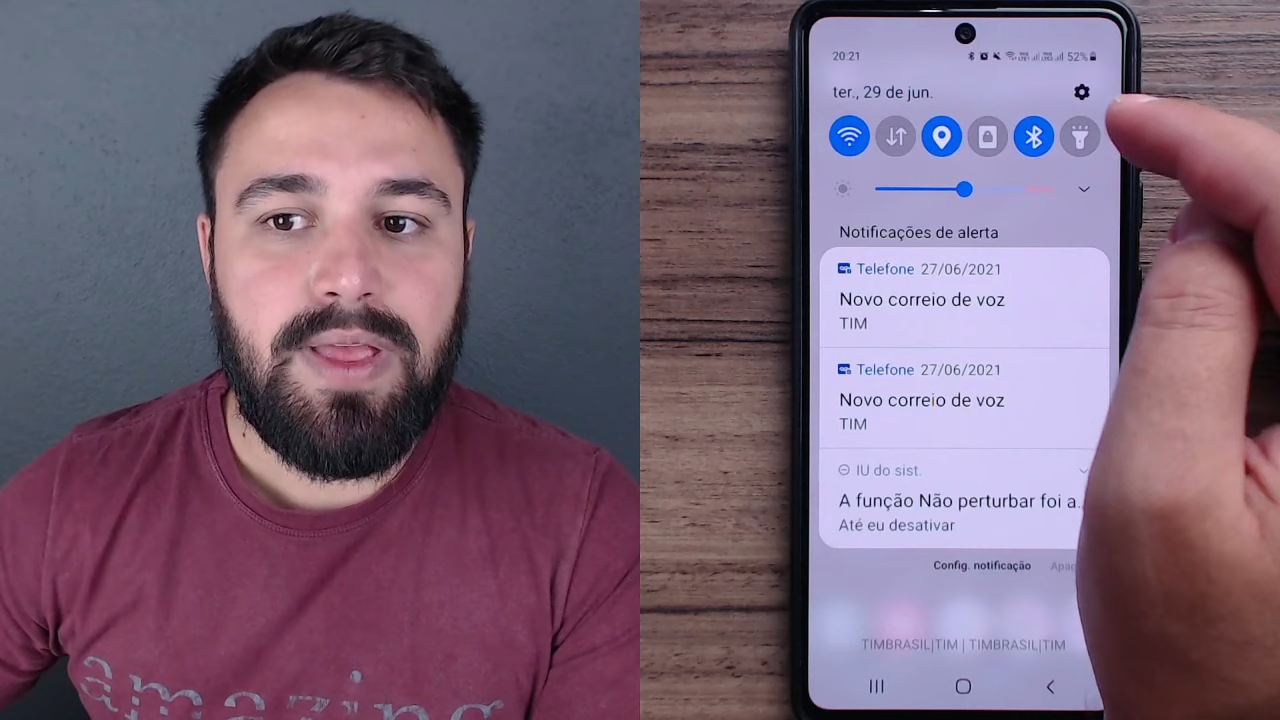 amazing
20:21
52%
ter., 29 de jun.
Notificações de alerta
Telefone 27/06/2021
Novo correio de voz
TIM
Telefone 27/06/2021
Novo correio de voz
TIM
IU do sist.
A função Não perturbar foi a...
Até eu desativar
Config. notificação
TIMBRASIL|TIM | TIMBRASIL|TIM